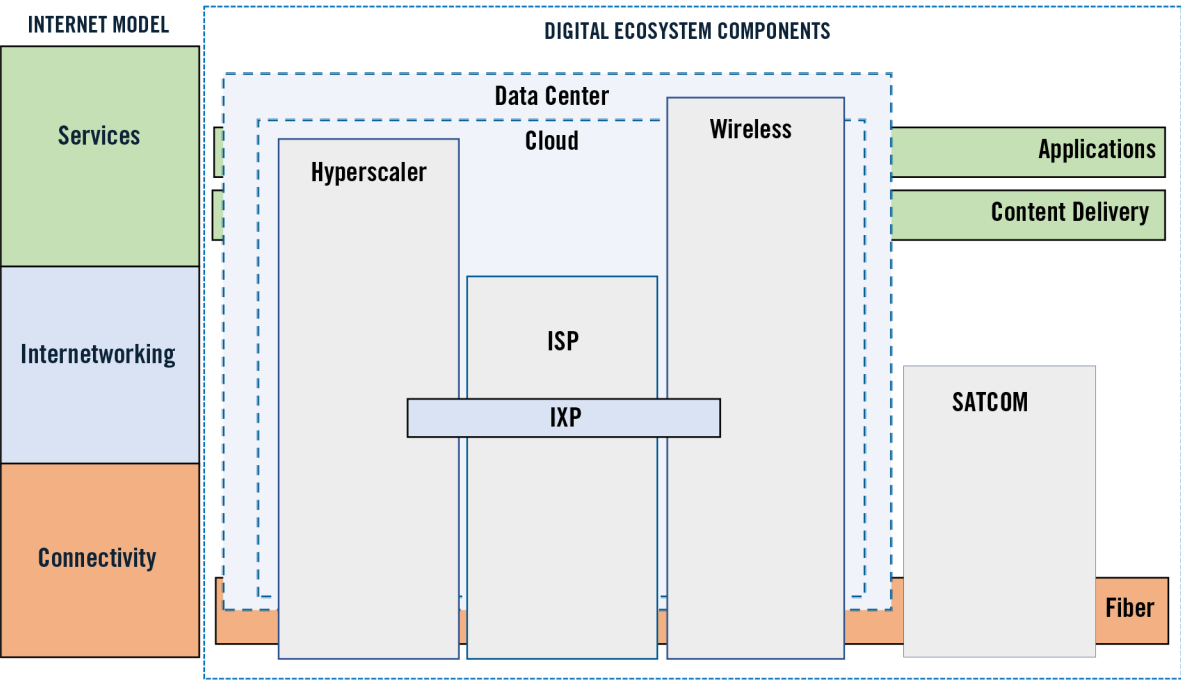 INTERNET MODEL
DIGITAL ECOSYSTEM COMPONENTS
Services
Internetworking
Connectivity
Data Center
Cloud
Wireless
Hyperscaler
Applications
Content Delivery
ISP
IXP
SATCOM
Fiber